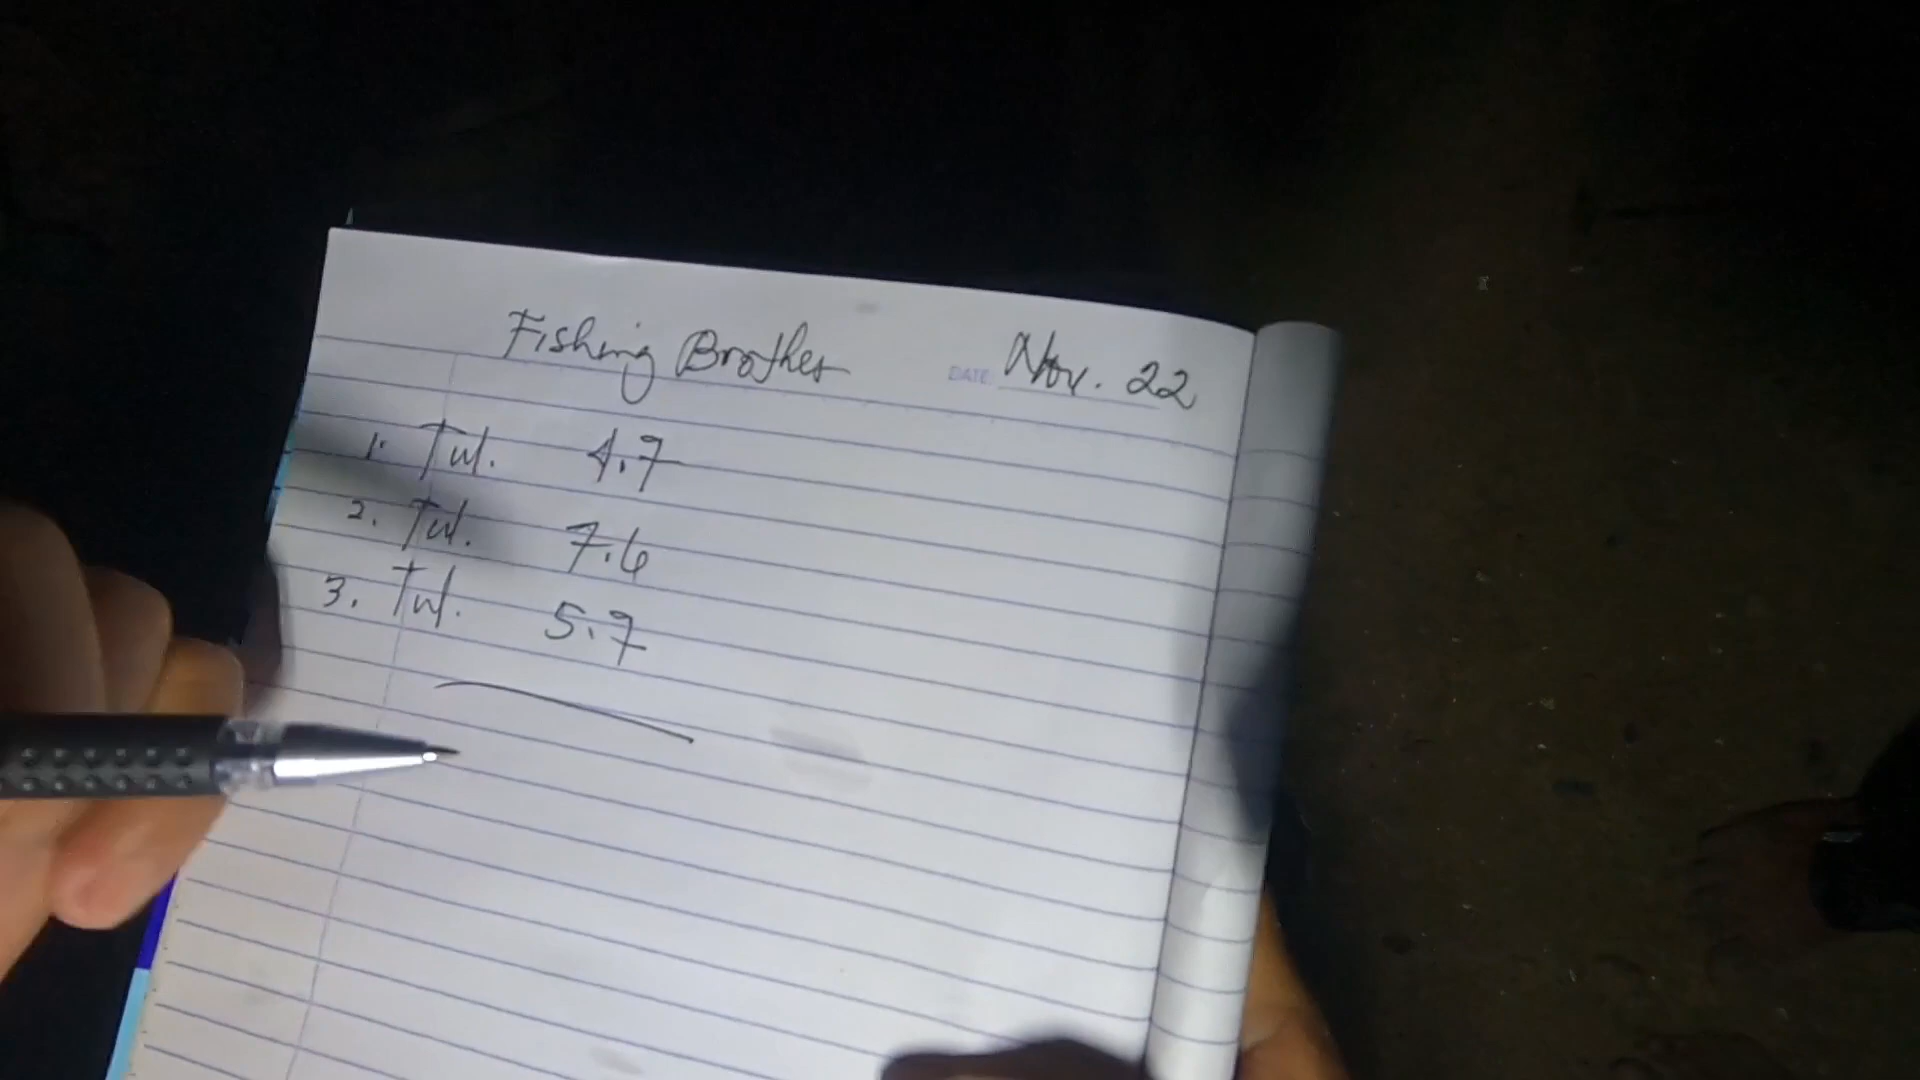 Fishing Brother
DATE: Nov. 22
1. Tul. 4.7
2. Tul. 7.6
3. Tul. 5.7